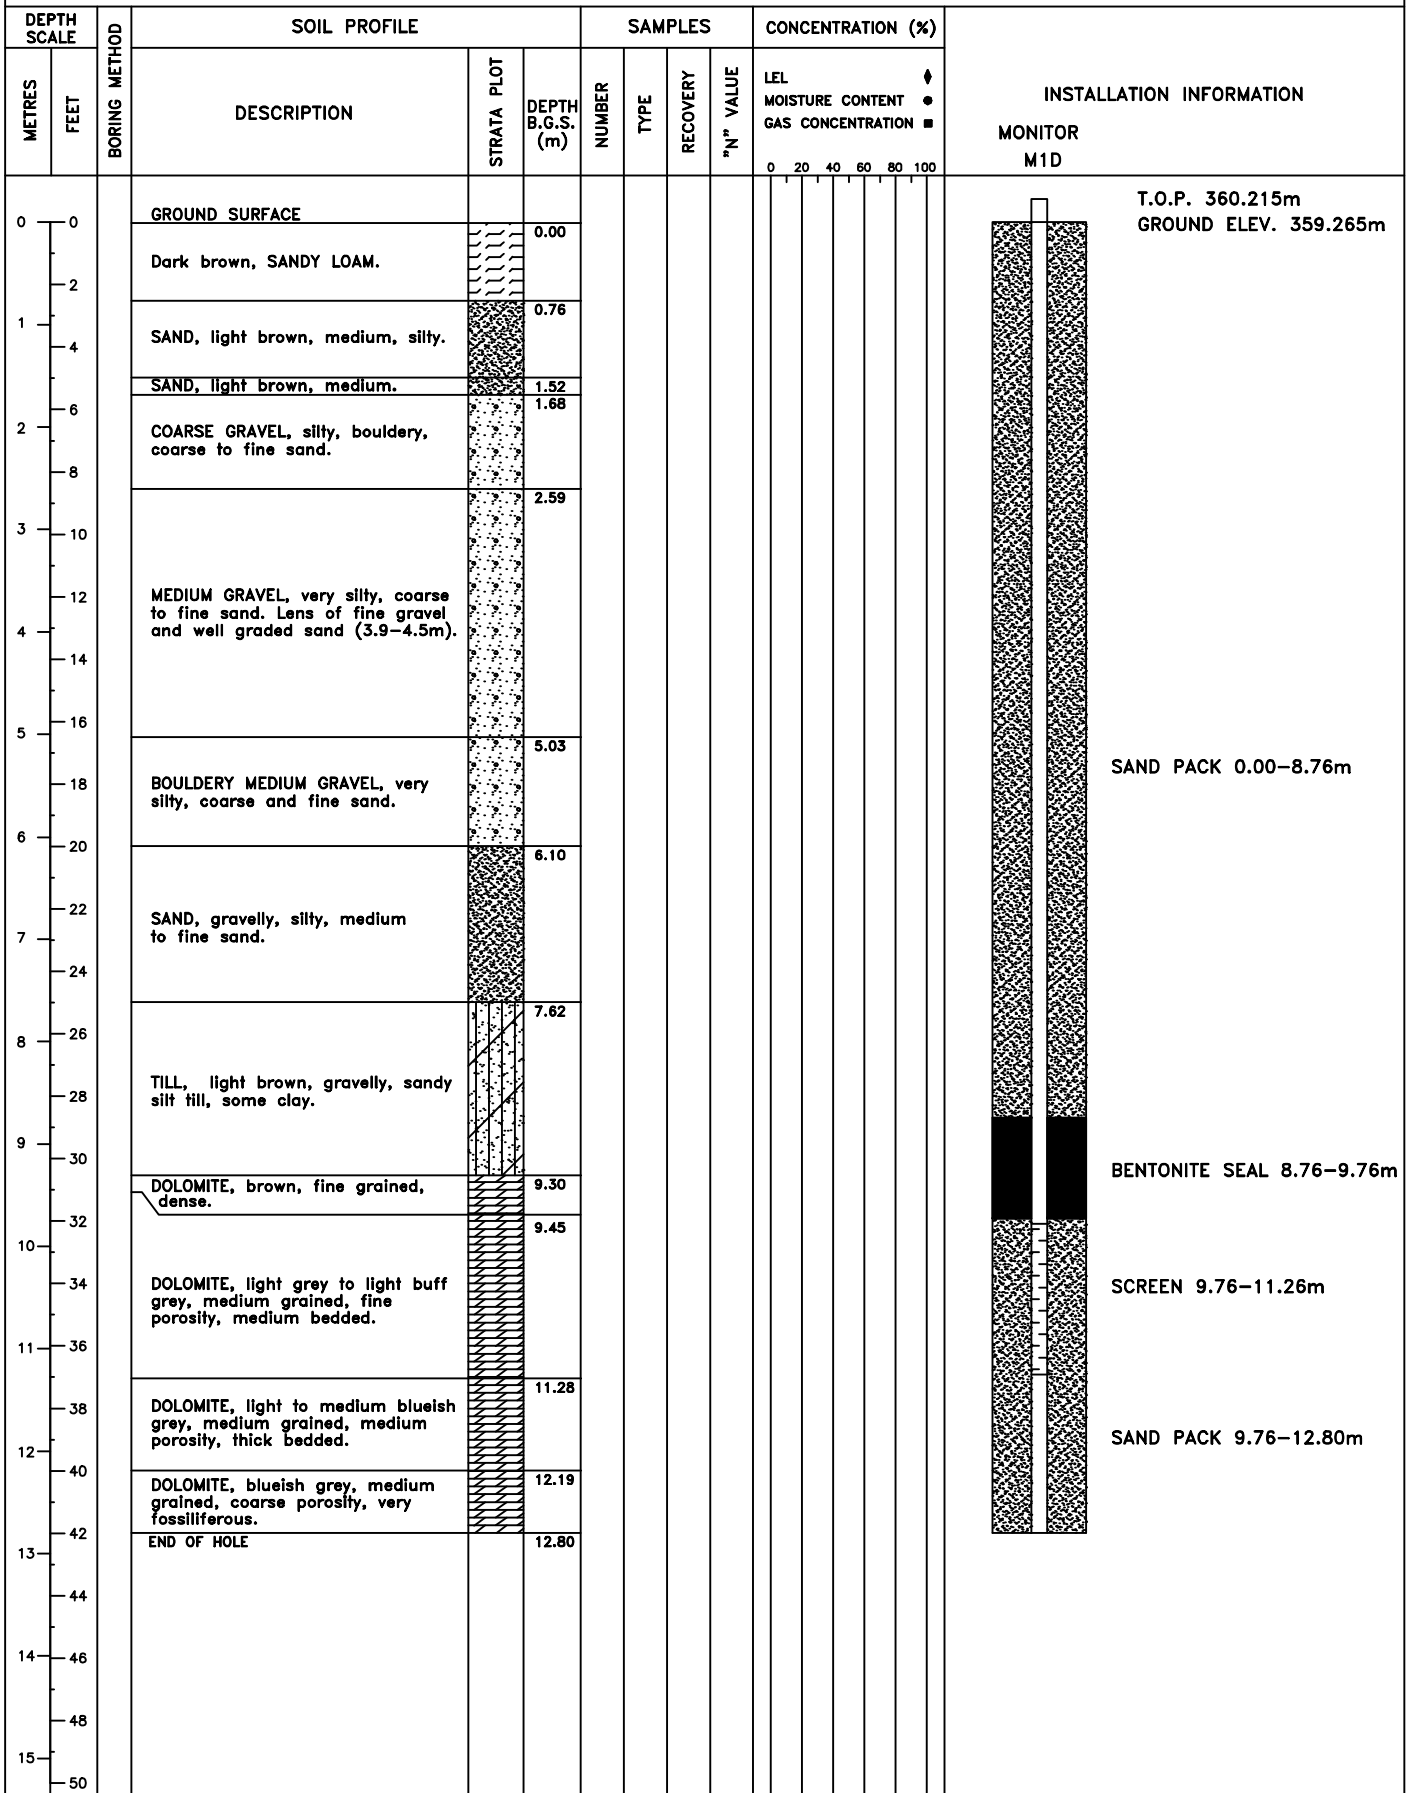 DEPTH
SCALE
METRES
FEET
BORING METHOD
SOIL PROFILE
DESCRIPTION
STRATA PLOT
DEPTH
B.G.S.
(m)
SAMPLES
NUMBER
TYPE
RECOVERY
"N" VALUE
CONCENTRATION (%)
LEL
MOISTURE CONTENT
GAS CONCENTRATION
0 20 40 60 80 100
INSTALLATION INFORMATION
MONITOR
M1D
T.O.P. 360.215m
GROUND ELEV. 359.265m
GROUND SURFACE
0 0
0.00
Dark brown, SANDY LOAM.
2
0.76
1
SAND, light brown, medium, silty.
4
SAND, light brown, medium.
1.52
1.68
6
2
COARSE GRAVEL, silty, bouldery,
coarse to fine sand.
8
2.59
3
10
12
MEDIUM GRAVEL, very silty, coarse
to fine sand. Lens of fine gravel
and well graded sand (3.9-4.5m).
4
14
16
5
5.03
SAND PACK 0.00-8.76m
18
BOULDERY MEDIUM GRAVEL, very
silty, coarse and fine sand.
6
20
6.10
22
SAND, gravelly, silty, medium
to fine sand.
7
24
7.62
26
8
TILL, light brown, gravelly, sandy
silt till, some clay.
28
9
30
BENTONITE SEAL 8.76-9.76m
DOLOMITE, brown, fine grained,
dense.
9.30
32
9.45
10
34
DOLOMITE, light grey to light buff
grey, medium grained, fine
porosity, medium bedded.
SCREEN 9.76-11.26m
11
36
11.28
38
DOLOMITE, light to medium blueish
grey, medium grained, medium
porosity, thick bedded.
SAND PACK 9.76-12.80m
12
40
12.19
DOLOMITE, blueish grey, medium
grained, coarse porosity, very
fossiliferous.
42
END OF HOLE
12.80
13
44
14
46
48
15
50